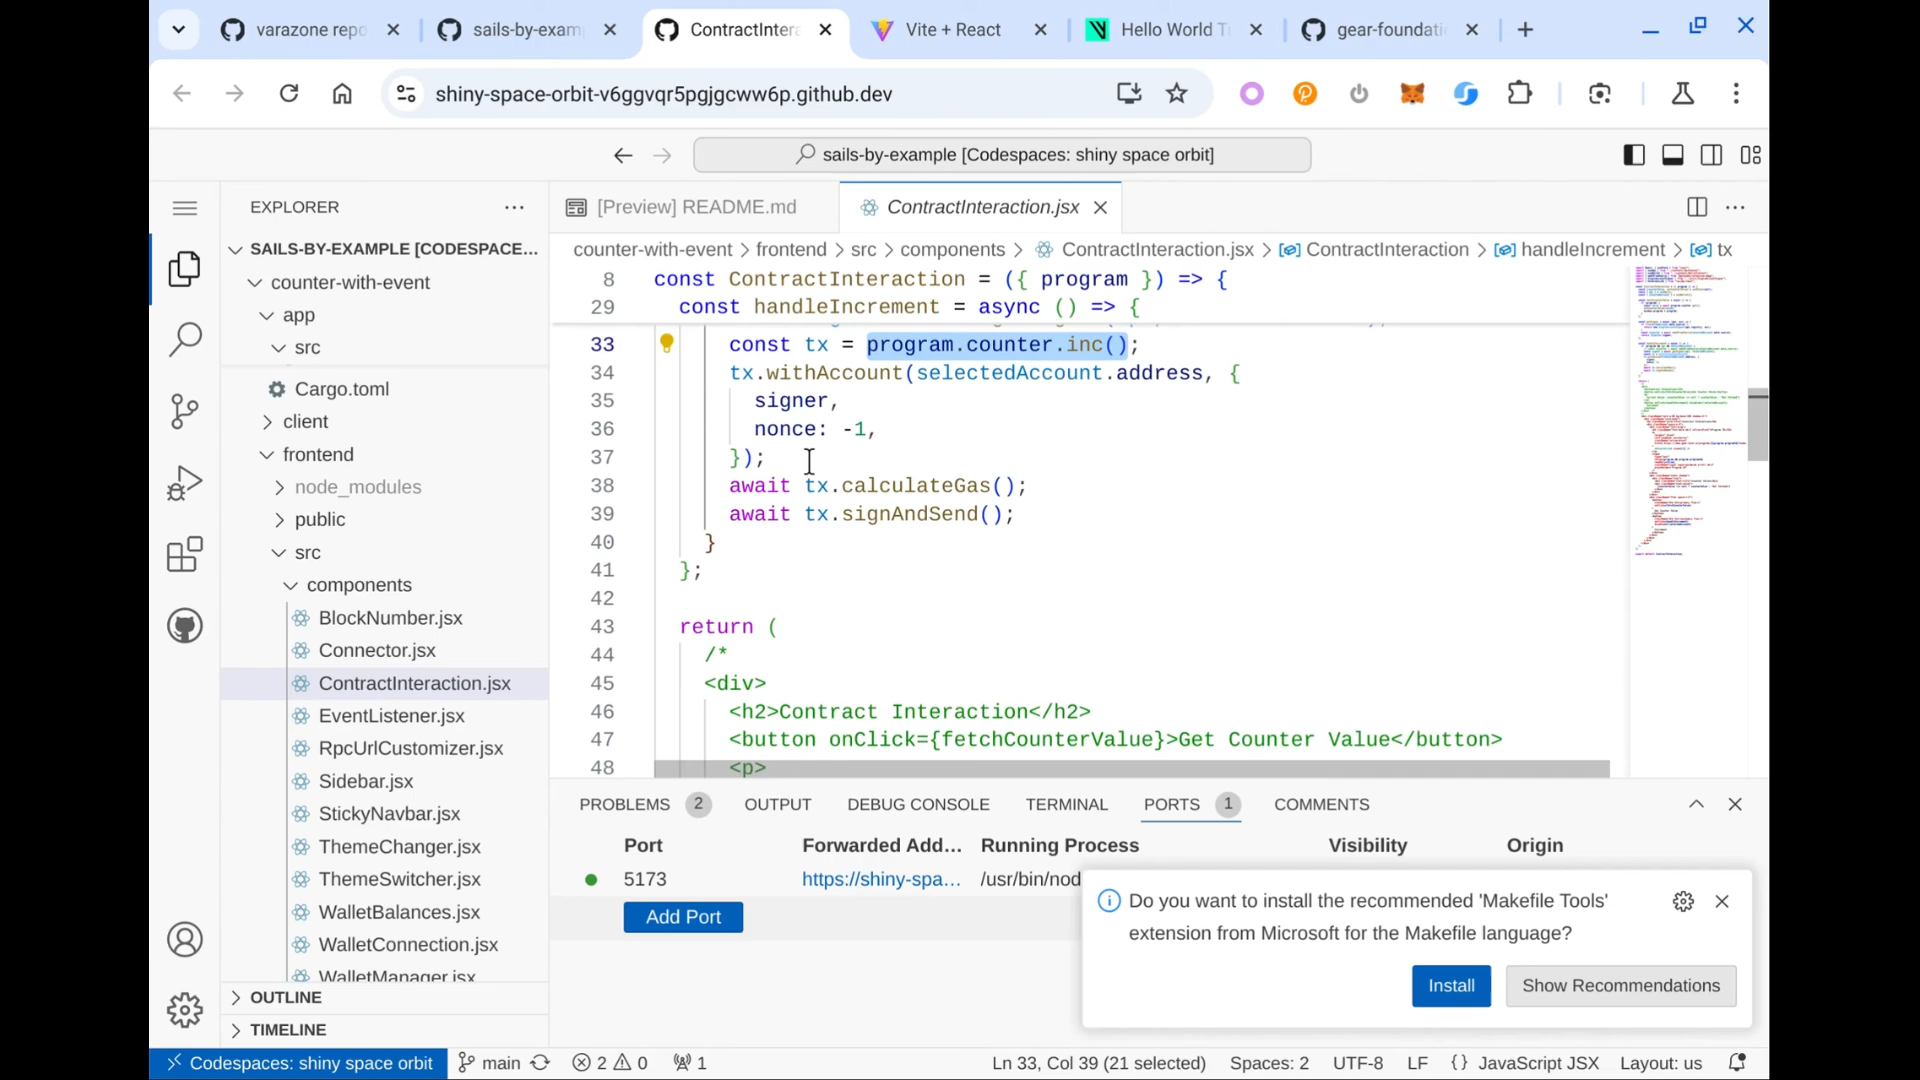 varazone repo
sails-by-exam
ContractInterac
Vite + React
Hello World Tr
gear-foundati
shiny-space-orbit-v6ggvqr5pgjgcww6p.github.dev
sails-by-example [Codespaces: shiny space orbit]
EXPLORER
[Preview] README.md
ContractInteraction.jsx
SAILS-BY-EXAMPLE [CODESPACE...
counter-with-event
app
src
Cargo.toml
client
frontend
node_modules
public
src
components
BlockNumber.jsx
Connector.jsx
ContractInteraction.jsx
EventListener.jsx
RpcUrlCustomizer.jsx
Sidebar.jsx
StickyNavbar.jsx
ThemeChanger.jsx
ThemeSwitcher.jsx
WalletBalances.jsx
WalletConnection.jsx
WalletManager.jsx
OUTLINE
TIMELINE
counter-with-event > frontend > src > components > ContractInteraction.jsx > ContractInteraction > handleIncrement > tx
8 const ContractInteraction = ({ program }) => {
29 const handleIncrement = async () => {
33 const tx = program.counter.inc();
34 tx.withAccount(selectedAccount.address, {
35 signer,
36 nonce: -1,
37 });
38 await tx.calculateGas();
39 await tx.signAndSend();
40 }
41 };
42
43 return (
44 /*
45 <div>
46 <h2>Contract Interaction</h2>
47 <button onClick={fetchCounterValue}>Get Counter Value</button>
48 <p>
PROBLEMS 2 OUTPUT DEBUG CONSOLE TERMINAL PORTS 1 COMMENTS
Port Forwarded Add... Running Process Visibility Origin
5173 https://shiny-spa... /usr/bin/nod
Add Port
Do you want to install the recommended 'Makefile Tools'
extension from Microsoft for the Makefile language?
Install Show Recommendations
Codespaces: shiny space orbit main 2 0 1 Ln 33, Col 39 (21 selected) Spaces: 2 UTF-8 LF {} JavaScript JSX Layout: us